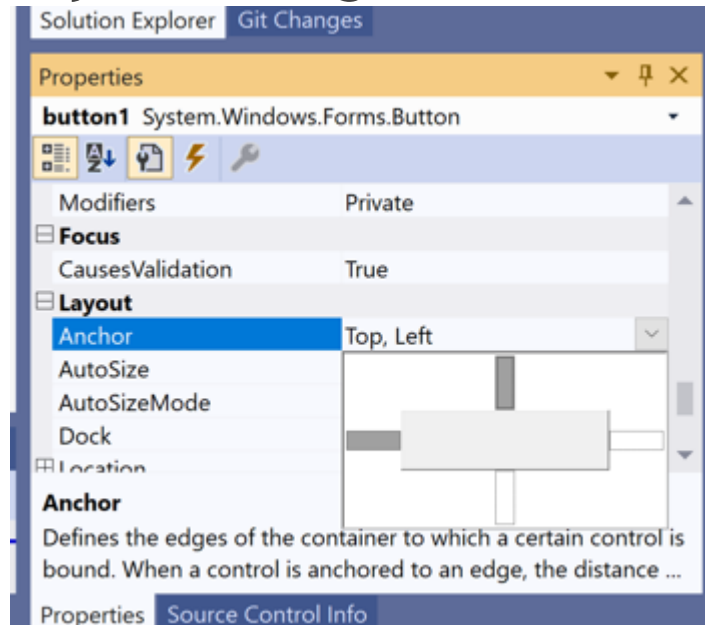 Solution Explorer Git Changes
Properties
button1 System.Windows.Forms.Button
Modifiers Private
Focus
CausesValidation True
Layout
Anchor Top, Left
AutoSize
AutoSizeMode
Dock
Location
Anchor
Defines the edges of the container to which a certain control is
bound. When a control is anchored to an edge, the distance ...
Properties Source Control Info